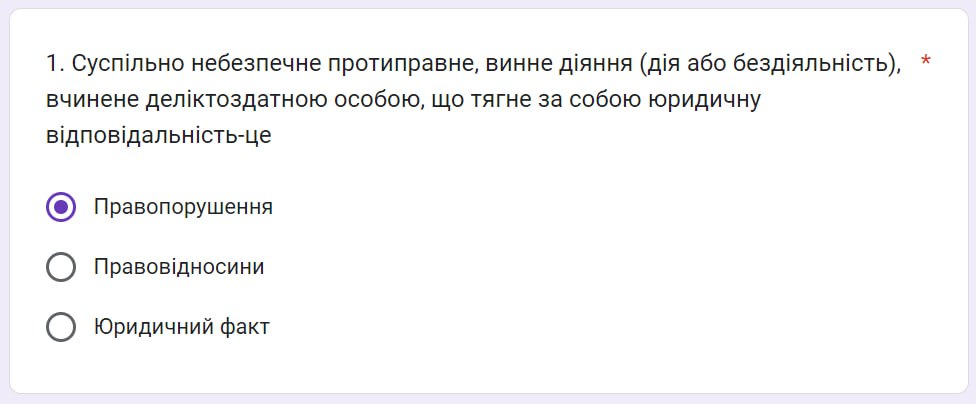 1. Суспільно небезпечне протиправне, винне діяння (дія або бездіяльність), *
вчинене деліктоздатною особою, що тягне за собою юридичну
відповідальність-це
Правопорушення
Правовідносини
Юридичний факт